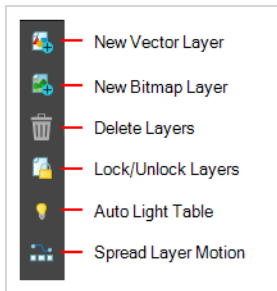 New Vector Layer
New Bitmap Layer
Delete Layers
Lock/Unlock Layers
Auto Light Table
Spread Layer Motion